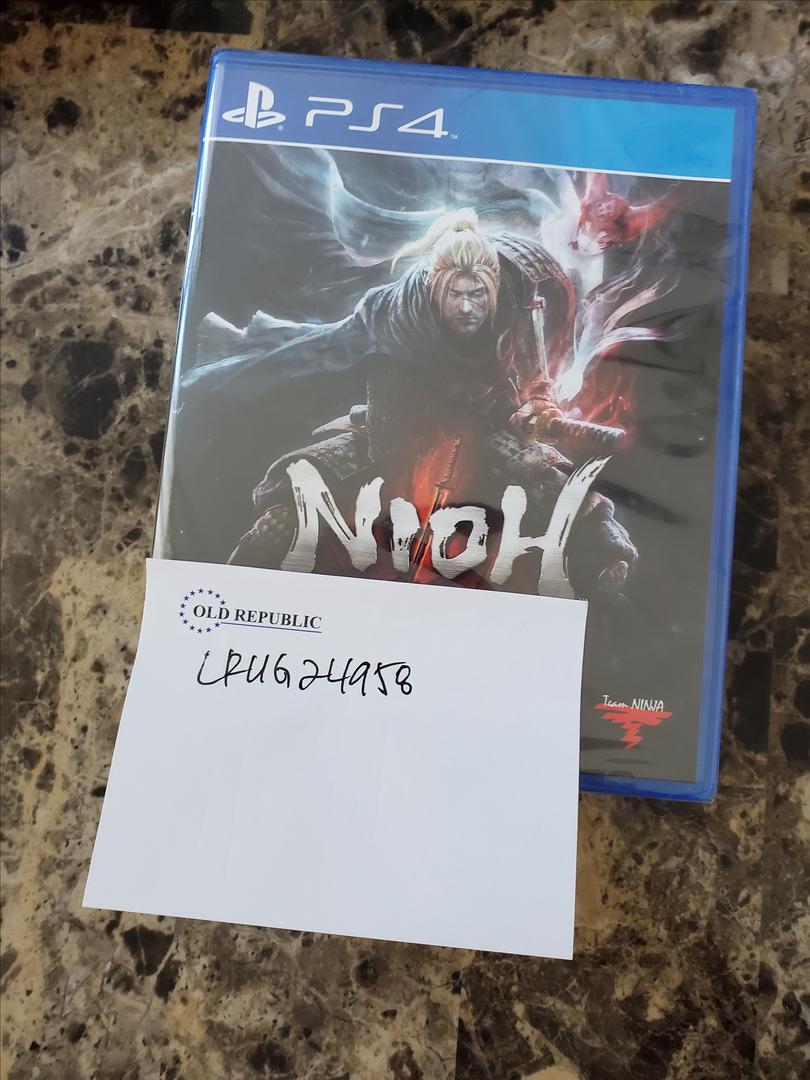 PS4
NIOH
OLD REPUBLIC
LRUG24958
Team NINJA